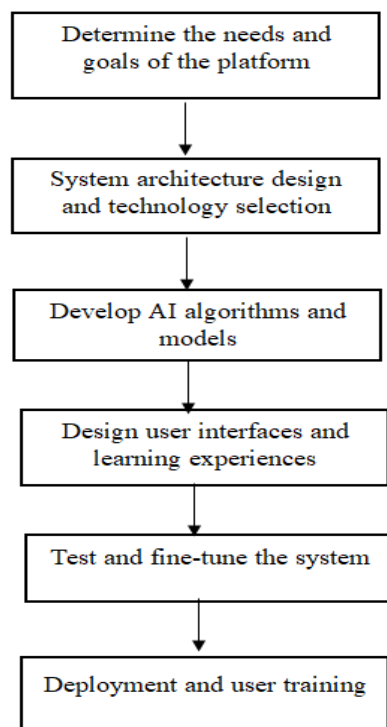 Determine the needs and
goals of the platform
System architecture design
and technology selection
Develop AI algorithms and
models
Design user interfaces and
learning experiences
Test and fine-tune the system
Deployment and user training